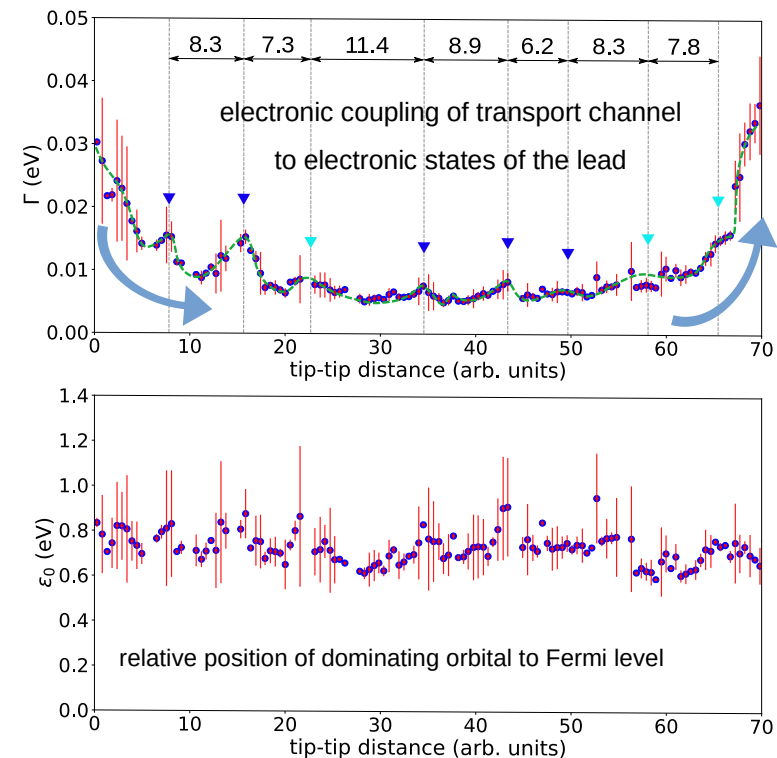 0.05
0.04
0.03
0.02
0.01
0.00
Γ (eV)
8.3 7.3 11.4 8.9 6.2 8.3 7.8
electronic coupling of transport channel
to electronic states of the lead
0 10 20 30 40 50 60 70
tip-tip distance (arb. units)
1.4
1.2
1.0
0.8
0.6
0.4
0.2
0.0
ε₀ (eV)
relative position of dominating orbital to Fermi level
0 10 20 30 40 50 60 70
tip-tip distance (arb. units)